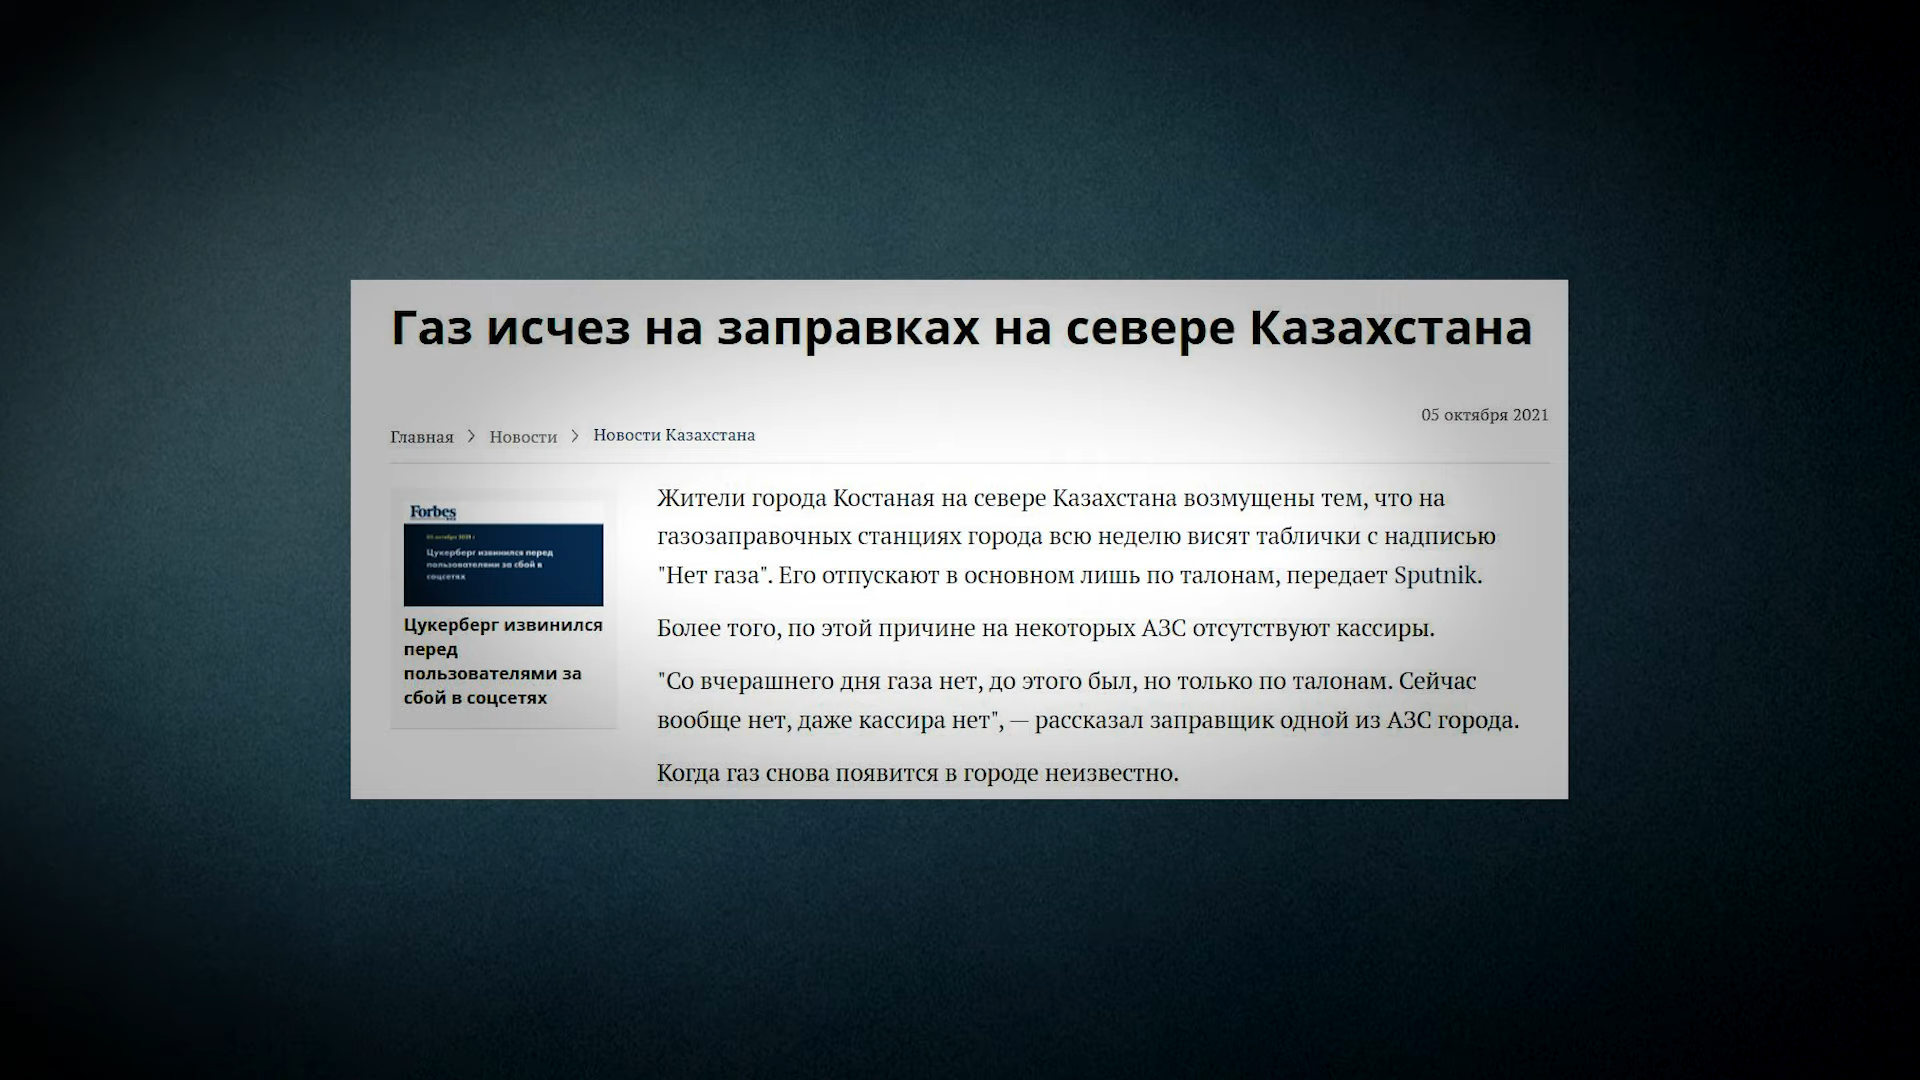 Газ исчез на заправках на севере Казахстана
05 октября 2021
Главная > Новости > Новости Казахстана
Forbes
05 октября 2021 г.
Цукерберг извинился перед
пользователями за сбой в
соцсетях
Цукерберг извинился
перед
пользователями за
сбой в соцсетях
Жители города Костаная на севере Казахстана возмущены тем, что на
газозаправочных станциях города всю неделю висят таблички с надписью
"Нет газа". Его отпускают в основном лишь по талонам, передает Sputnik.
Более того, по этой причине на некоторых АЗС отсутствуют кассиры.
"Со вчерашнего дня газа нет, до этого был, но только по талонам. Сейчас
вообще нет, даже кассира нет", — рассказал заправщик одной из АЗС города.
Когда газ снова появится в городе неизвестно.